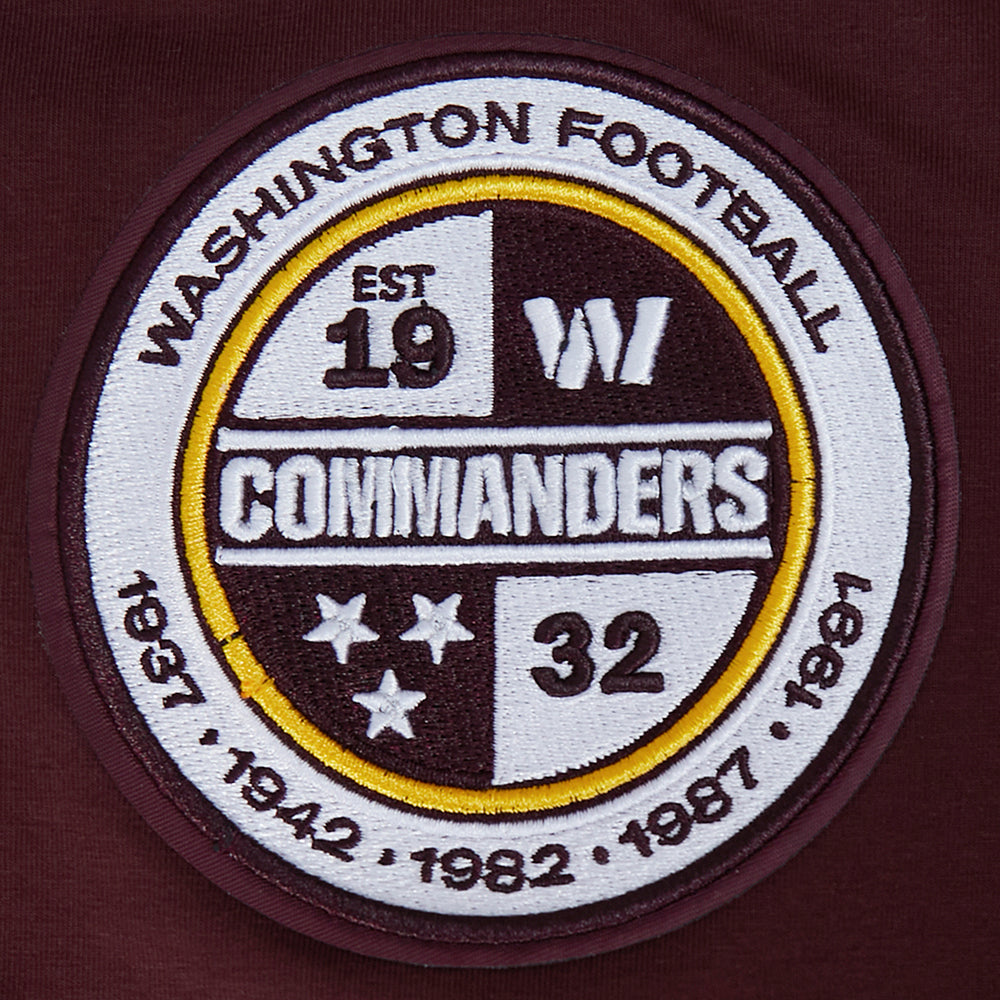 WASHINGTON FOOTBALL
EST
19
W
COMMANDERS
32
1937 • 1942 • 1982 • 1987 • 1991